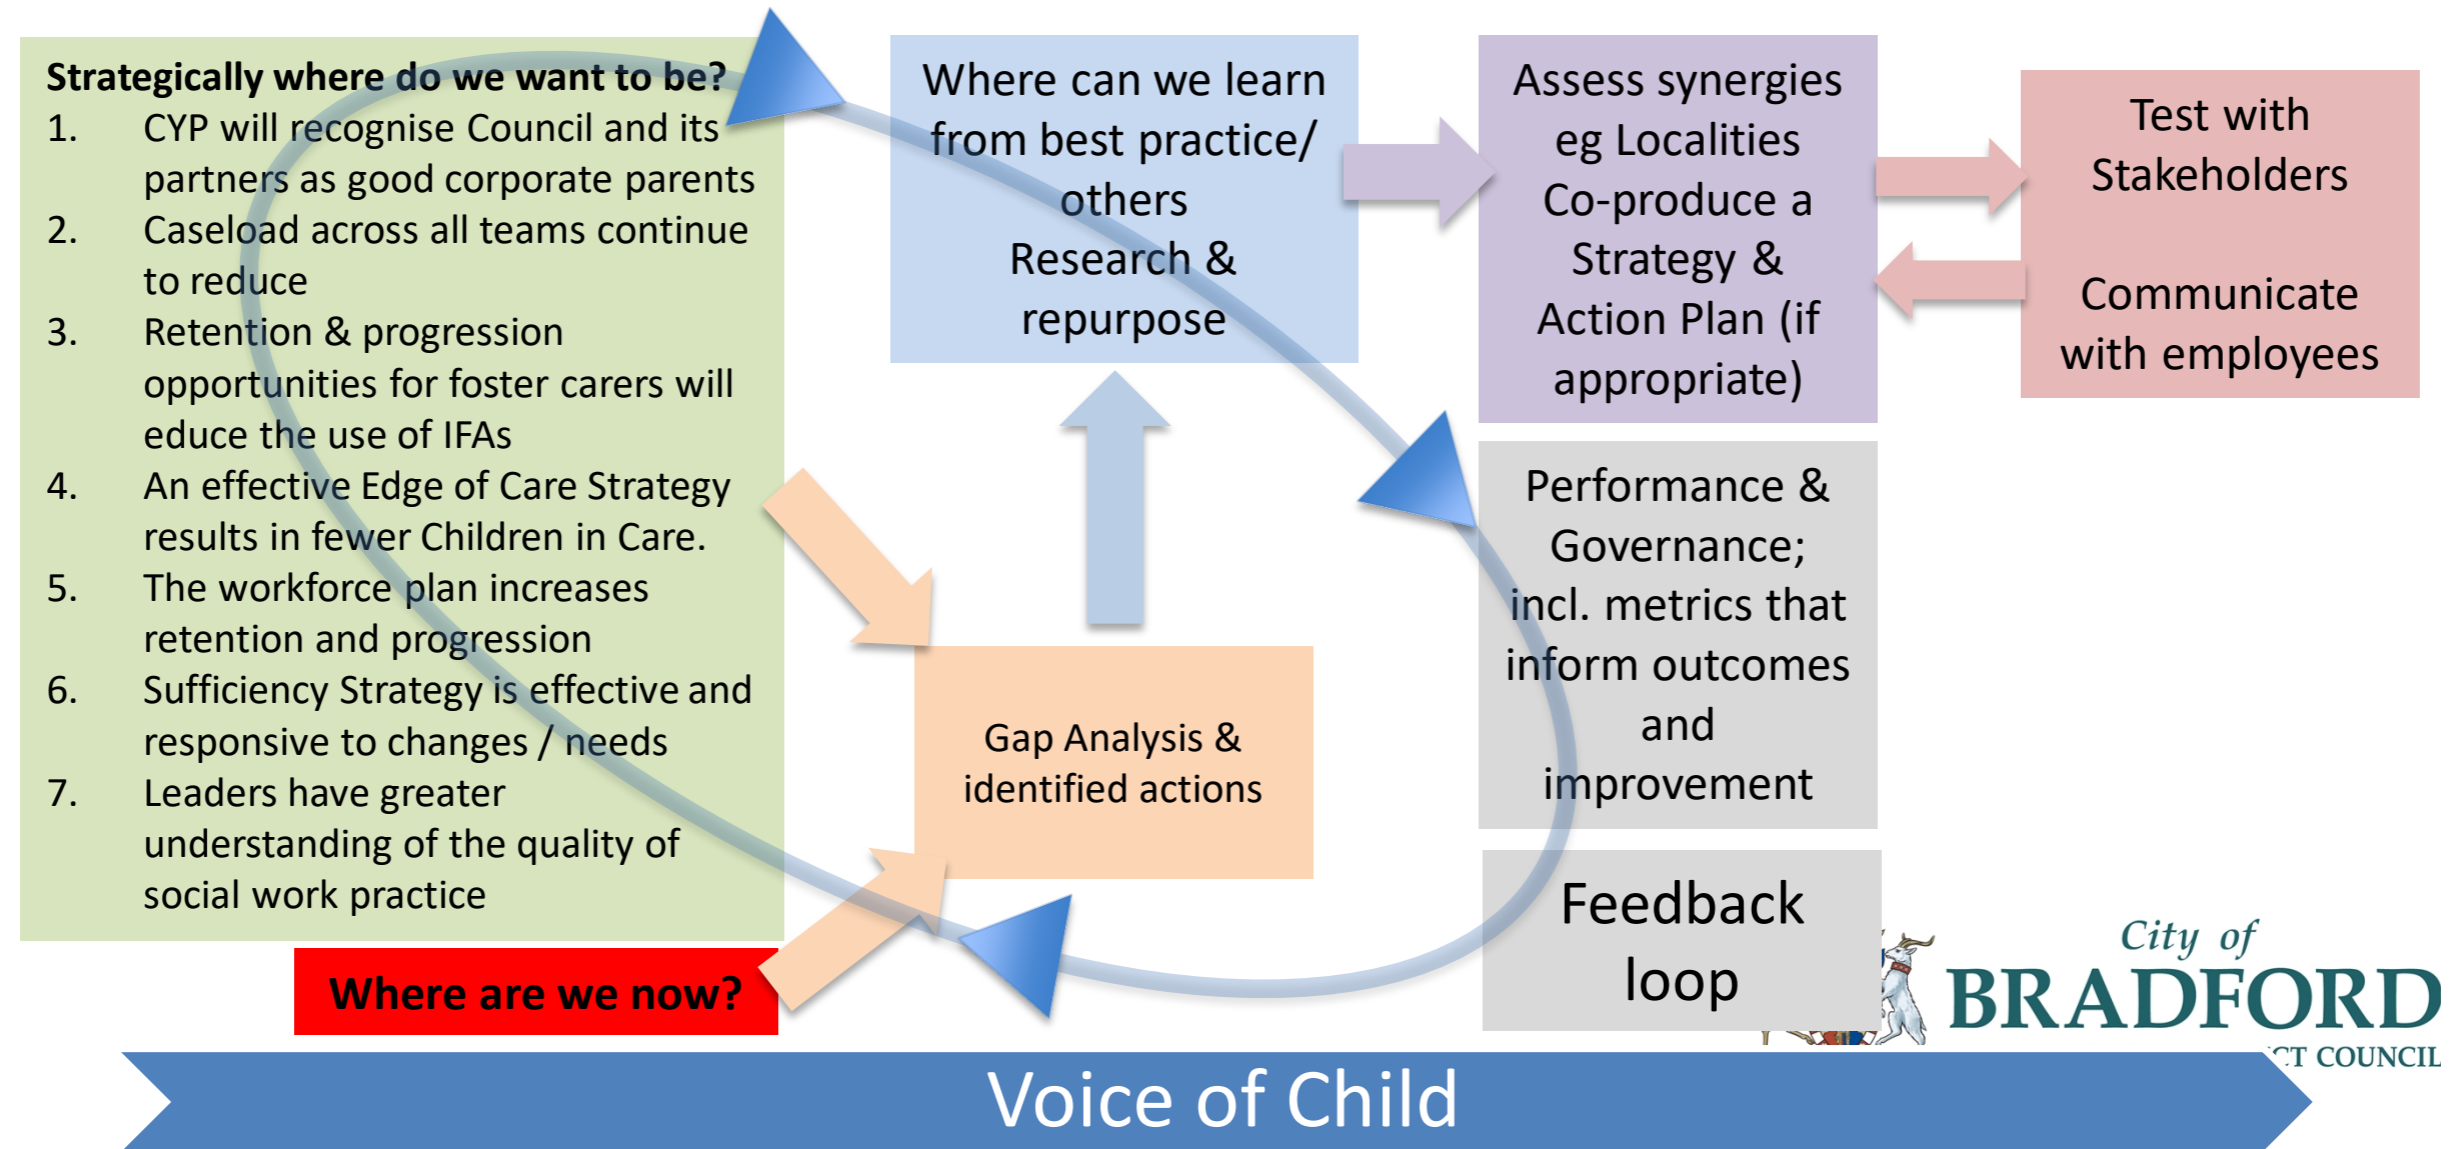 Strategically where do we want to be?
1. CYP will recognise Council and its
partners as good corporate parents
2. Caseload across all teams continue
to reduce
3. Retention & progression
opportunities for foster carers will
educe the use of IFAs
4. An effective Edge of Care Strategy
results in fewer Children in Care.
5. The workforce plan increases
retention and progression
6. Sufficiency Strategy is effective and
responsive to changes / needs
7. Leaders have greater
understanding of the quality of
social work practice
Where are we now?
Gap Analysis &
identified actions
Where can we learn
from best practice/
others
Research &
repurpose
Assess synergies
eg Localities
Co-produce a
Strategy &
Action Plan (if
appropriate)
Test with
Stakeholders
Communicate
with employees
Performance &
Governance;
incl. metrics that
inform outcomes
and
improvement
Feedback
loop
City of
BRADFORD
COUNCIL
Voice of Child